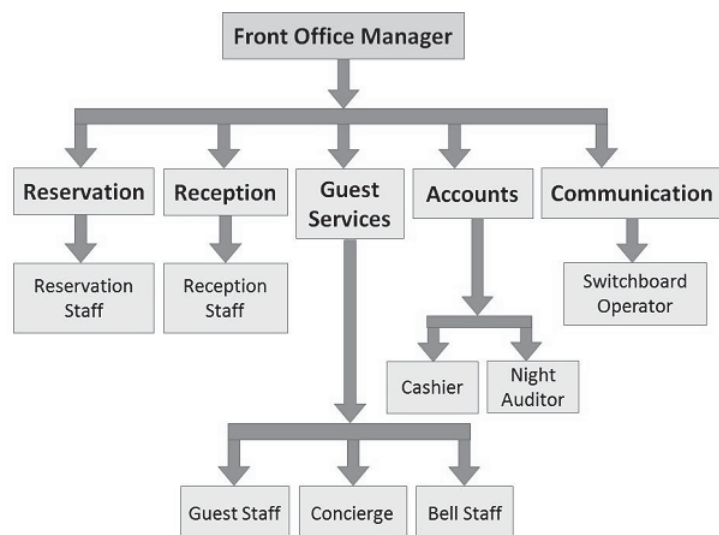 Front Office Manager
Reservation
Reception
Guest
Services
Accounts
Communication
Reservation
Staff
Reception
Staff
Switchboard
Operator
Cashier
Night
Auditor
Guest Staff
Concierge
Bell Staff